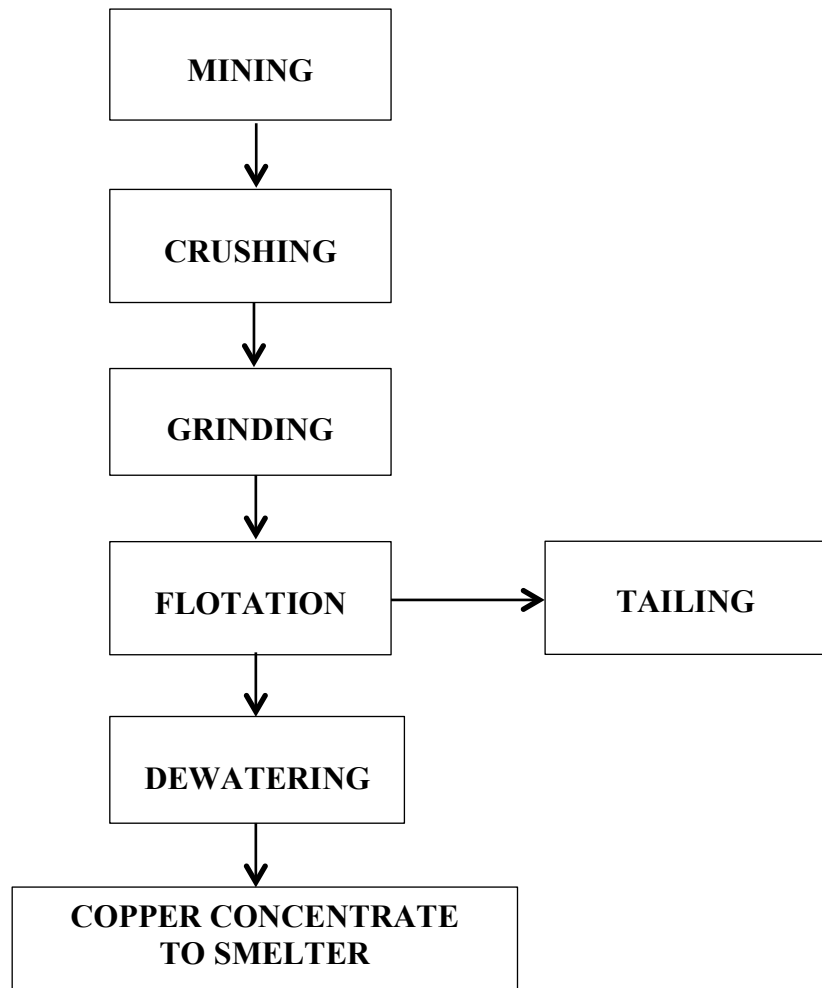 MINING
CRUSHING
GRINDING
FLOTATION
TAILING
DEWATERING
COPPER CONCENTRATE
TO SMELTER